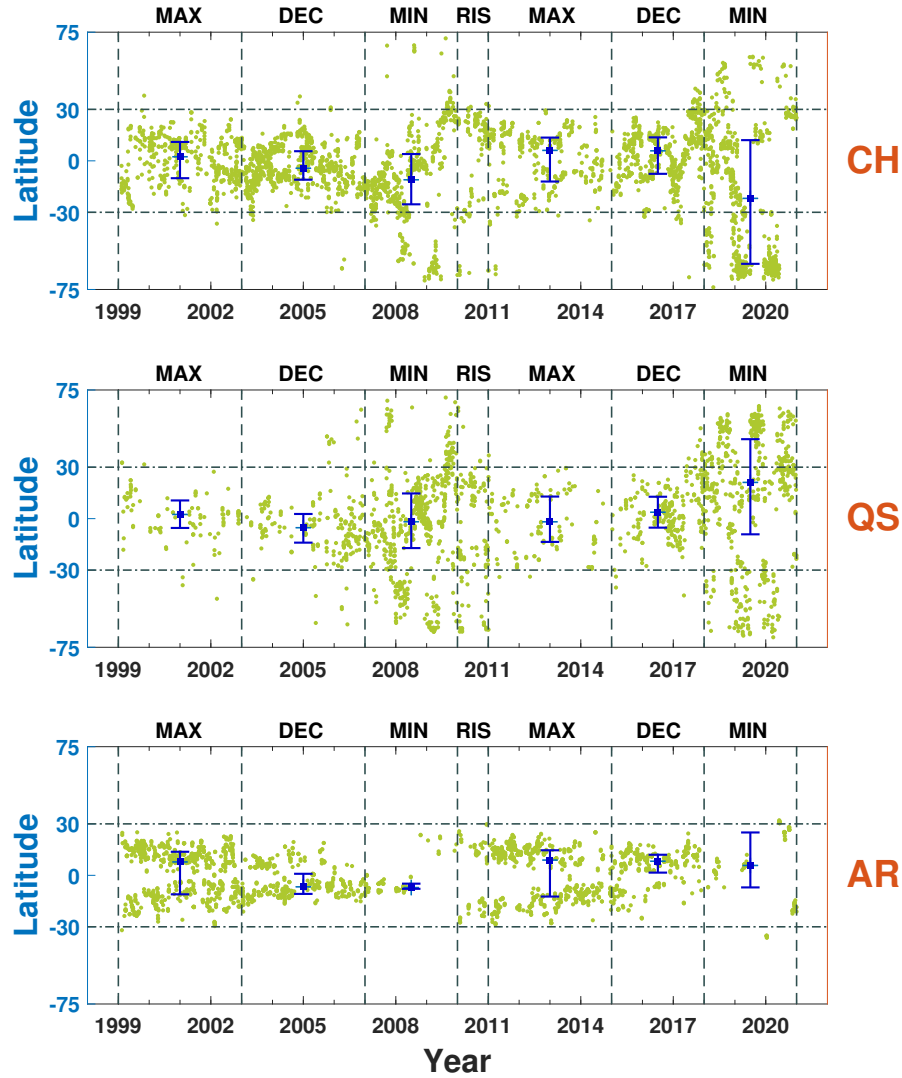 MAX DEC MIN RIS MAX DEC MIN
75
30
0
-30
-75
Latitude
CH
1999 2002 2005 2008 2011 2014 2017 2020
MAX DEC MIN RIS MAX DEC MIN
75
30
0
-30
-75
Latitude
QS
1999 2002 2005 2008 2011 2014 2017 2020
MAX DEC MIN RIS MAX DEC MIN
75
30
0
-30
-75
Latitude
AR
1999 2002 2005 2008 2011 2014 2017 2020
Year